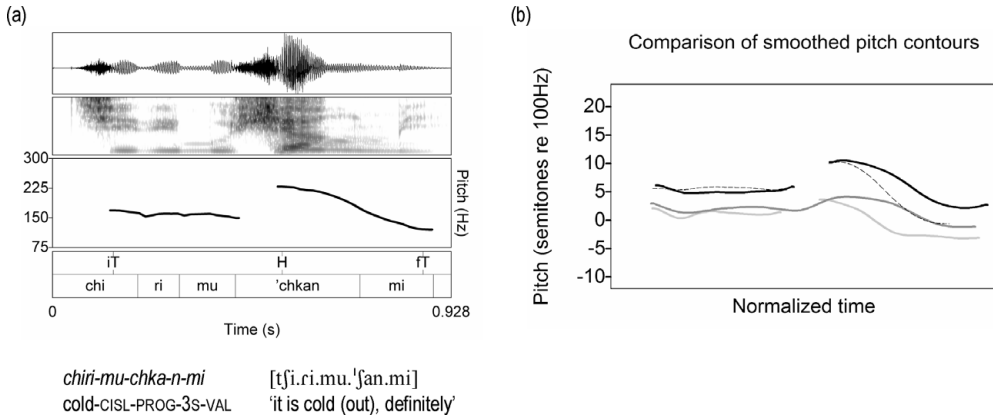 (a)
300
225
150
75
Pitch (Hz)
iT H fT
chi ri mu 'chkan mi
0 0.928
Time (s)
chiri-mu-chka-n-mi [tʃi.ɾi.mu.ˈʃan.mi]
cold-CISL-PROG-3S-VAL ‘it is cold (out), definitely’
(b)
Comparison of smoothed pitch contours
Pitch (semitones re 100Hz)
20
15
10
5
0
-5
-10
Normalized time